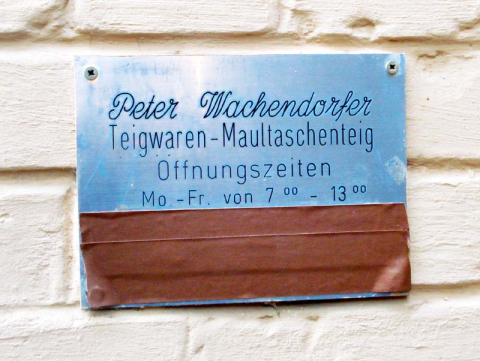 Peter Wachendorfer
Teigwaren-Maultaschenteig
Öffnungszeiten
Mo.-Fr. von 7 00 - 13 00